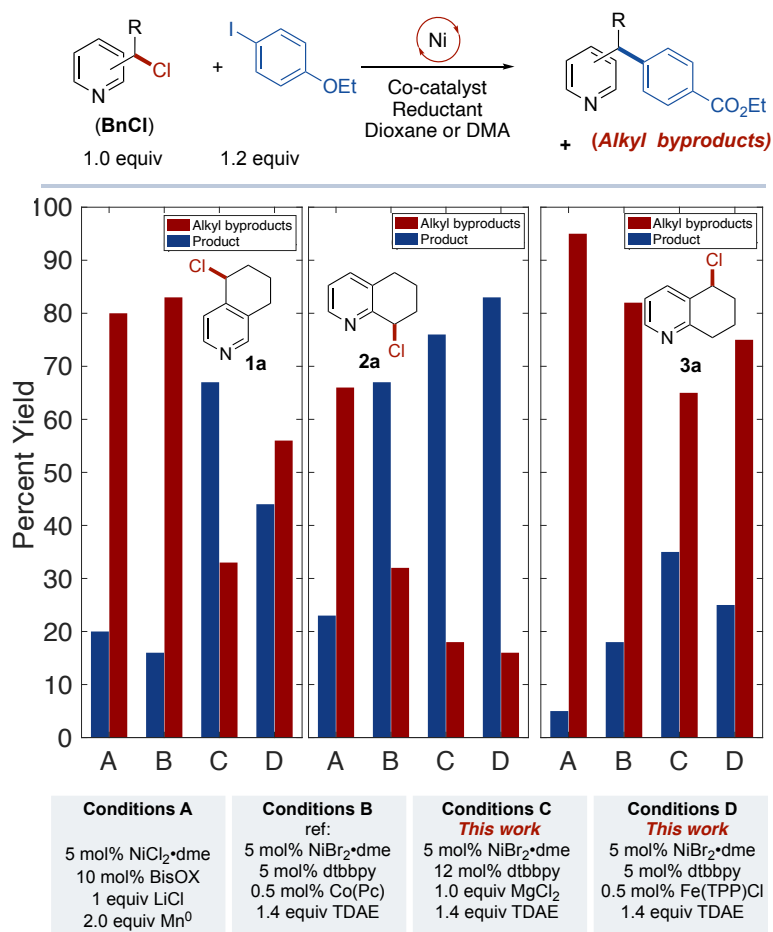 R
Cl
N
(BnCl)
1.0 equiv
+
I
OEt
1.2 equiv
Ni
Co-catalyst
Reductant
Dioxane or DMA
R
N
CO₂Et
+ (Alkyl byproducts)
Percent Yield
100
90
80
70
60
50
40
30
20
10
0
Alkyl byproducts
Product
Cl
N
1a
A B C D
Alkyl byproducts
Product
N
Cl
2a
A B C D
Alkyl byproducts
Product
Cl
N
3a
A B C D
Conditions A
5 mol% NiCl₂•dme
10 mol% BisOX
1 equiv LiCl
2.0 equiv Mn⁰
Conditions B
ref:
5 mol% NiBr₂•dme
5 mol% dtbbpy
0.5 mol% Co(Pc)
1.4 equiv TDAE
Conditions C
This work
5 mol% NiBr₂•dme
12 mol% dtbbpy
1.0 equiv MgCl₂
1.4 equiv TDAE
Conditions D
This work
5 mol% NiBr₂•dme
5 mol% dtbbpy
0.5 mol% Fe(TPP)Cl
1.4 equiv TDAE